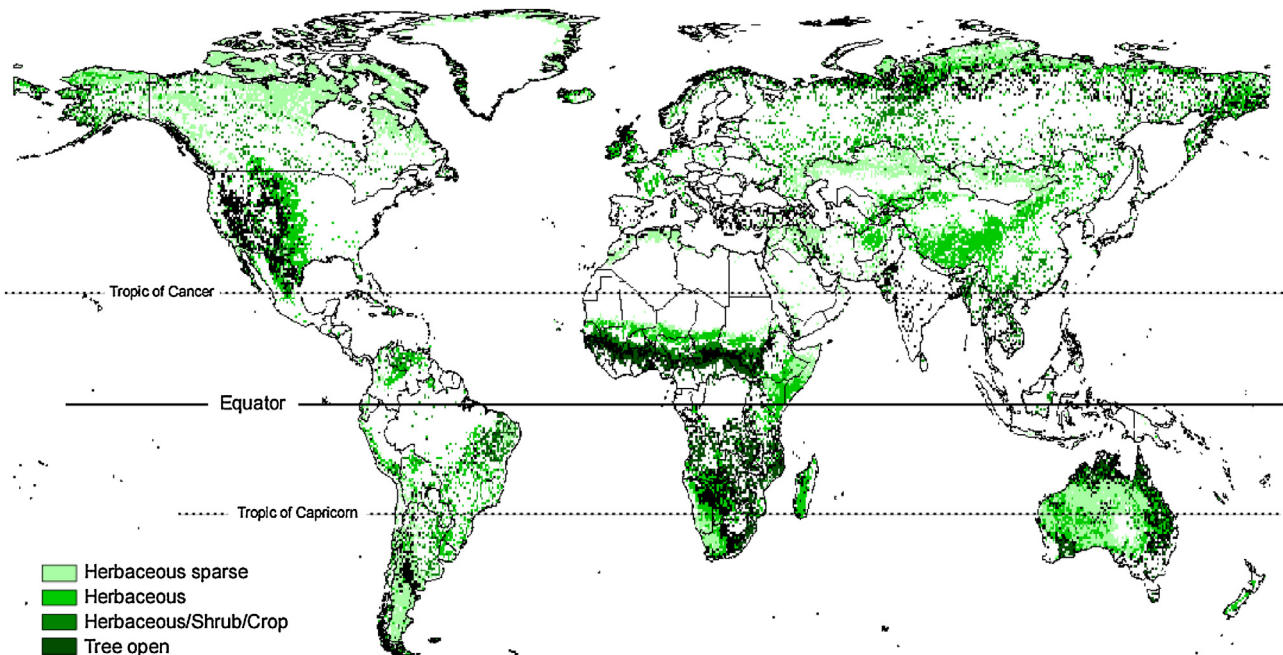 Tropic of Cancer
Equator
Tropic of Capricorn
Herbaceous sparse
Herbaceous
Herbaceous/Shrub/Crop
Tree open